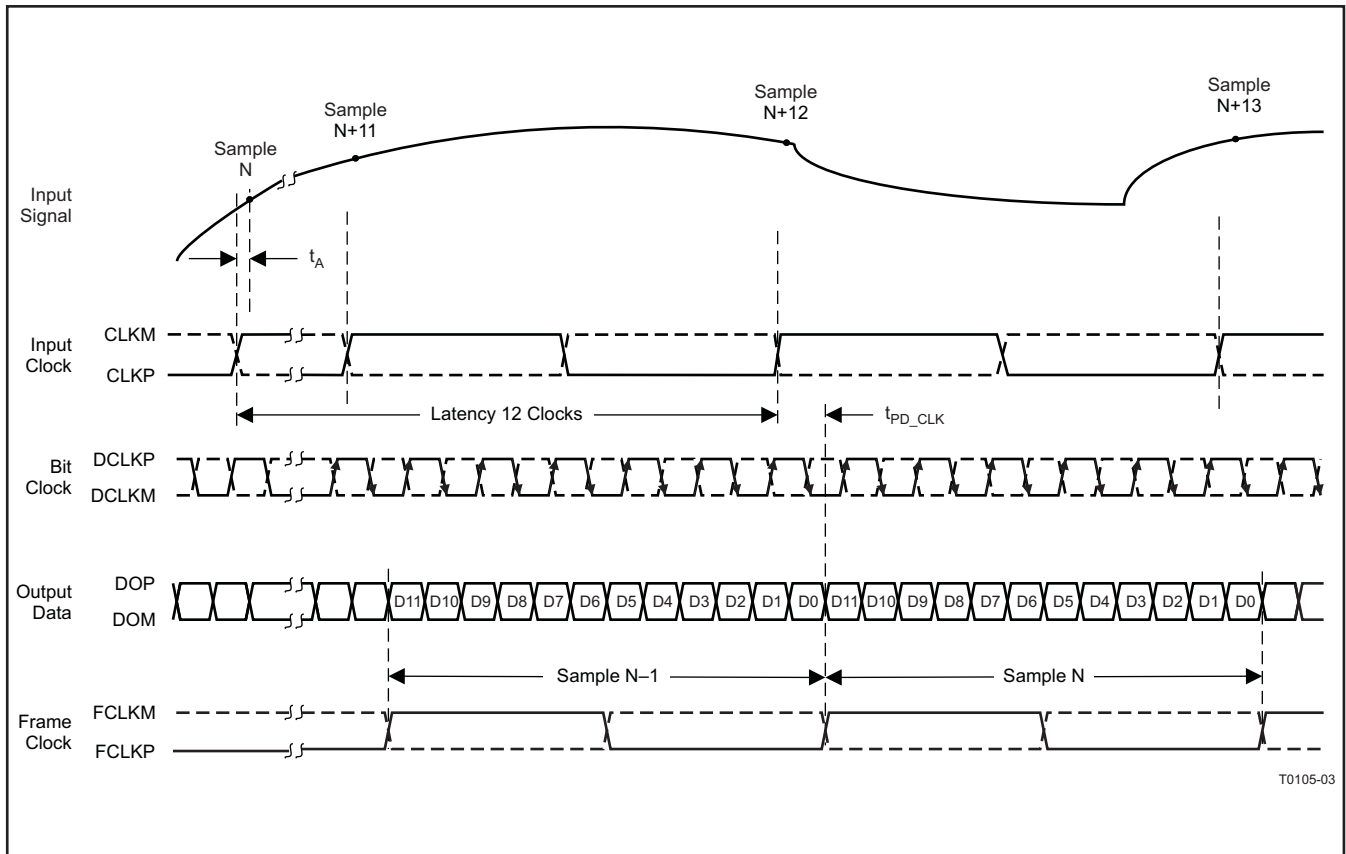 Sample
N
Sample
N+11
Sample
N+12
Sample
N+13
Input
Signal
tA
Input
Clock
CLKM
CLKP
Latency 12 Clocks
tPD_CLK
Bit
Clock
DCLKP
DCLKM
Output
Data
DOP
DOM
D11 D10 D9 D8 D7 D6 D5 D4 D3 D2 D1 D0 D11 D10 D9 D8 D7 D6 D5 D4 D3 D2 D1 D0
Sample N–1
Sample N
Frame
Clock
FCLKM
FCLKP
T0105-03